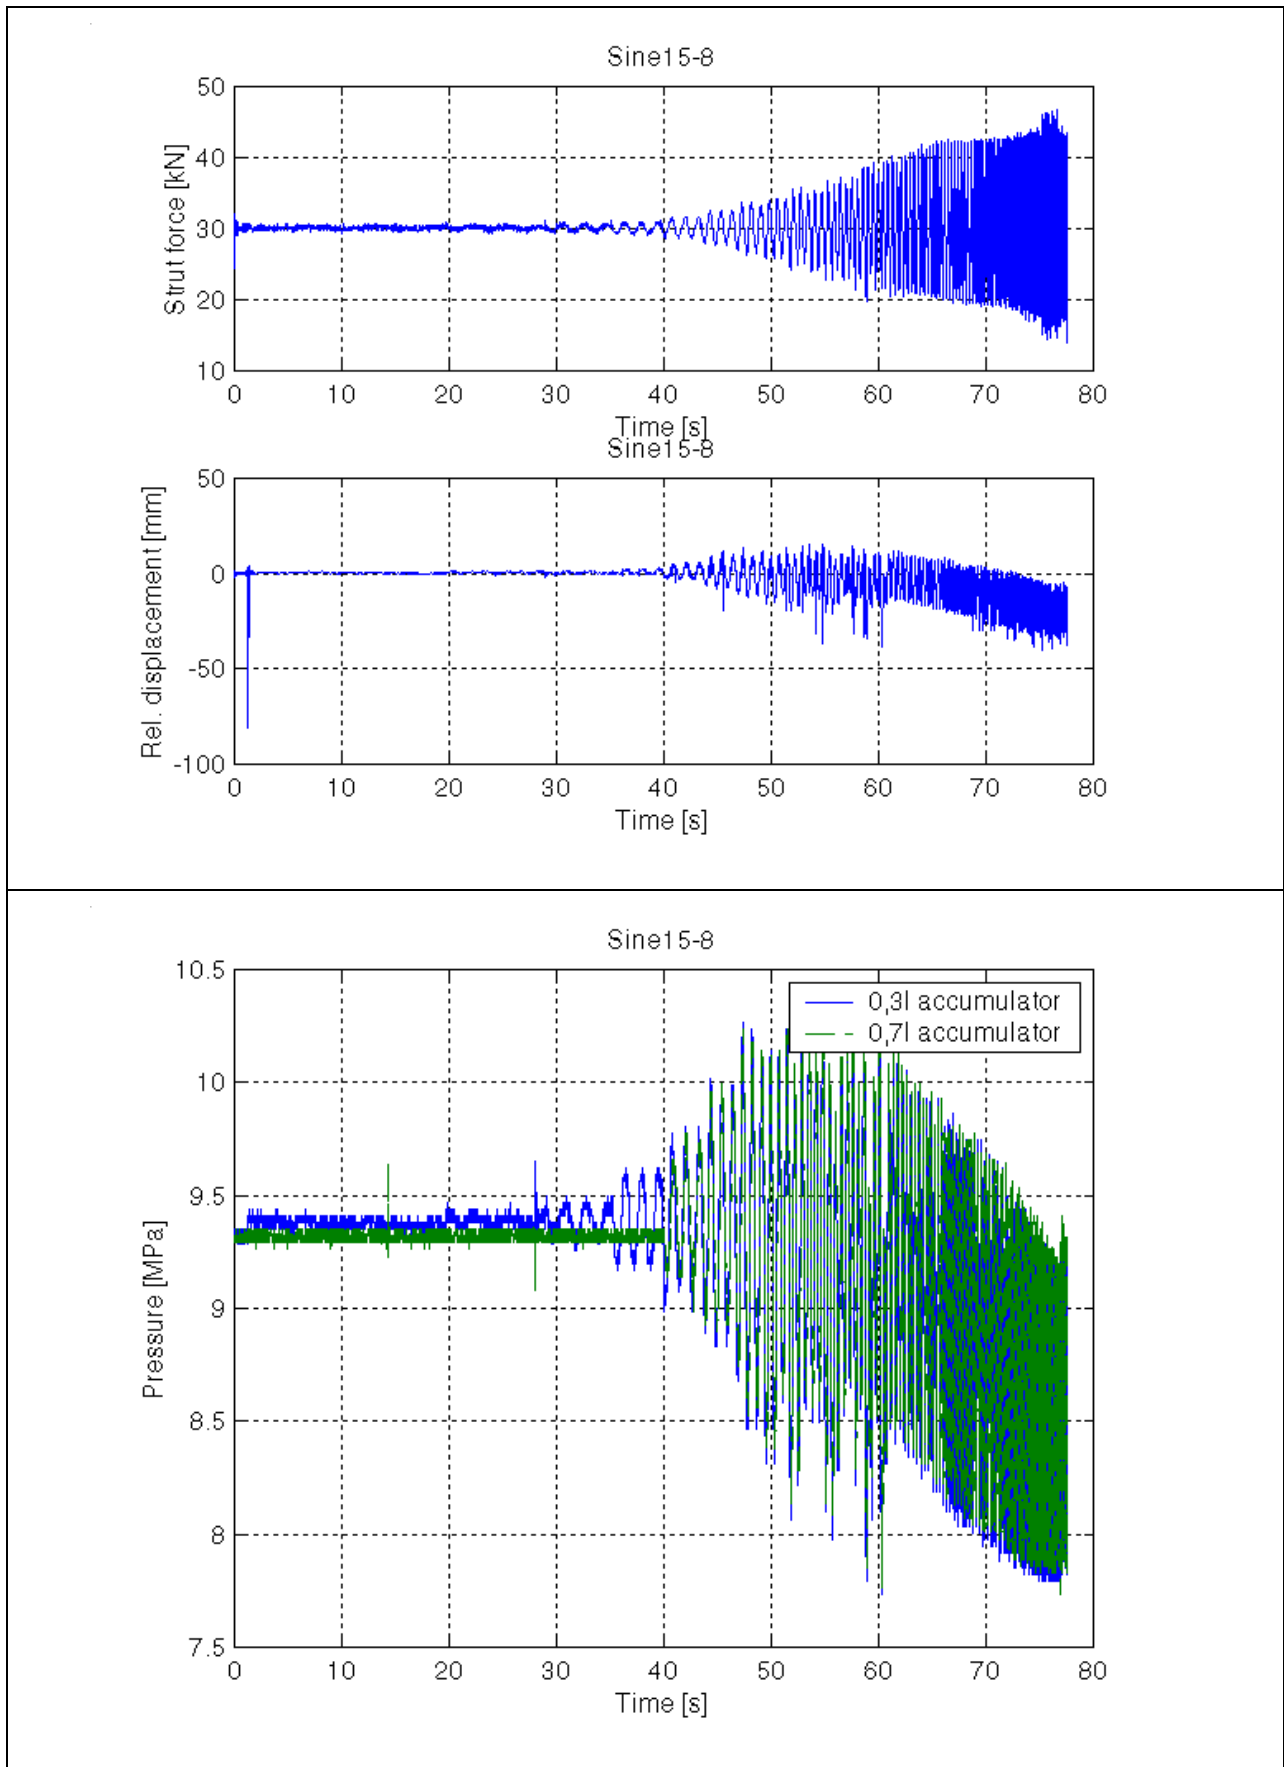 Sine15-8
50
40
30
20
10
Strut force [kN]
0 10 20 30 40 50 60 70 80
Time [s]
Sine15-8
50
0
-50
-100
Rel. displacement [mm]
0 10 20 30 40 50 60 70 80
Time [s]
Sine15-8
10.5
10
9.5
9
8.5
8
7.5
Pressure [MPa]
0,3l accumulator
0,7l accumulator
0 10 20 30 40 50 60 70 80
Time [s]